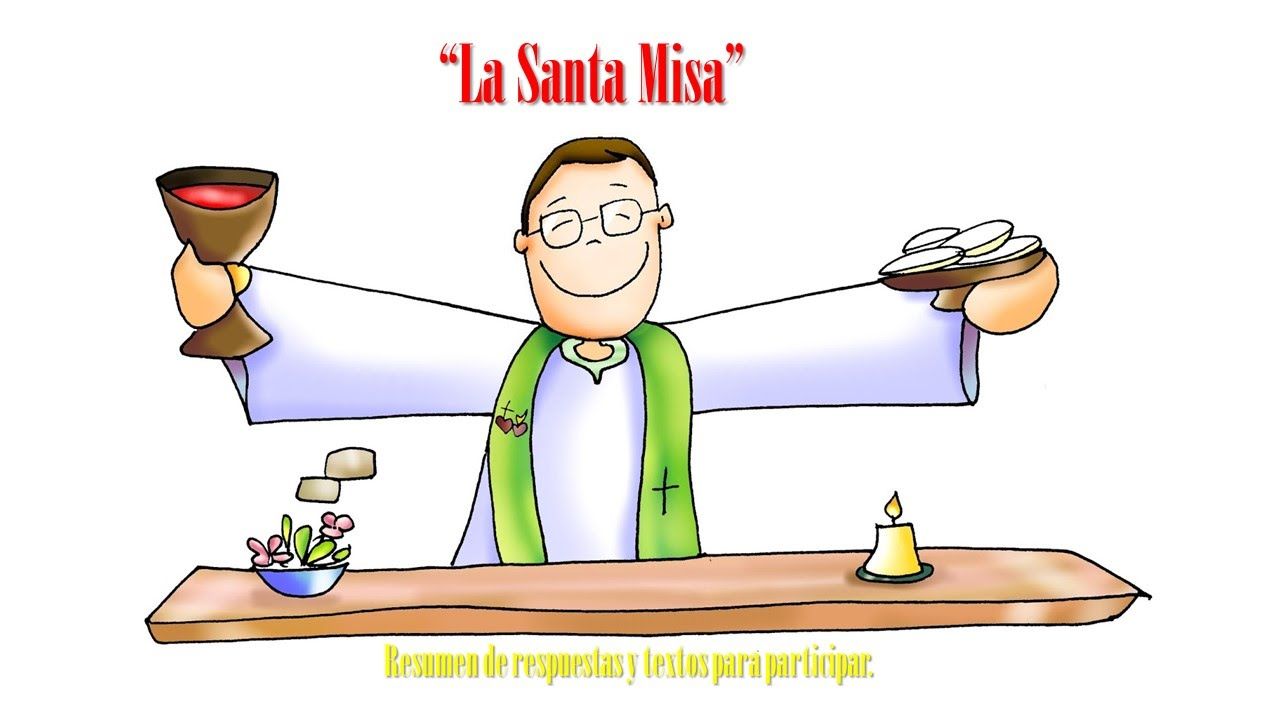 “La Santa Misa”
Resumen de respuestas y textos para participar.